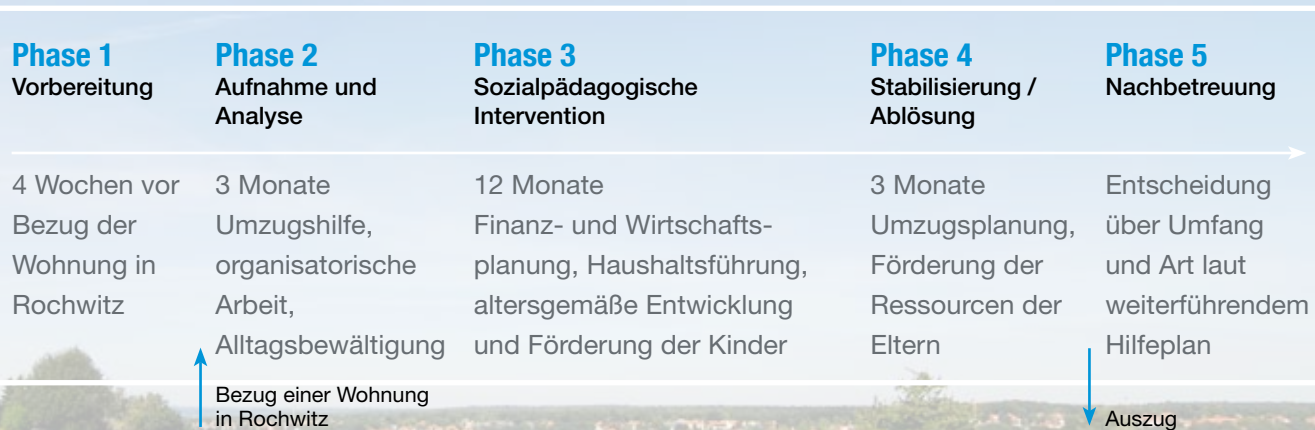 Phase 1
Vorbereitung
4 Wochen vor
Bezug der
Wohnung in
Rochwitz
Phase 2
Aufnahme und
Analyse
3 Monate
Umzugshilfe,
organisatorische
Arbeit,
Alltagsbewältigung
Bezug einer Wohnung
in Rochwitz
Phase 3
Sozialpädagogische
Intervention
12 Monate
Finanz- und Wirtschafts-
planung, Haushaltsführung,
altersgemäße Entwicklung
und Förderung der Kinder
Phase 4
Stabilisierung /
Ablösung
3 Monate
Umzugsplanung,
Förderung der
Ressourcen der
Eltern
Phase 5
Nachbetreuung
Entscheidung
über Umfang
und Art laut
weiterführendem
Hilfeplan
Auszug